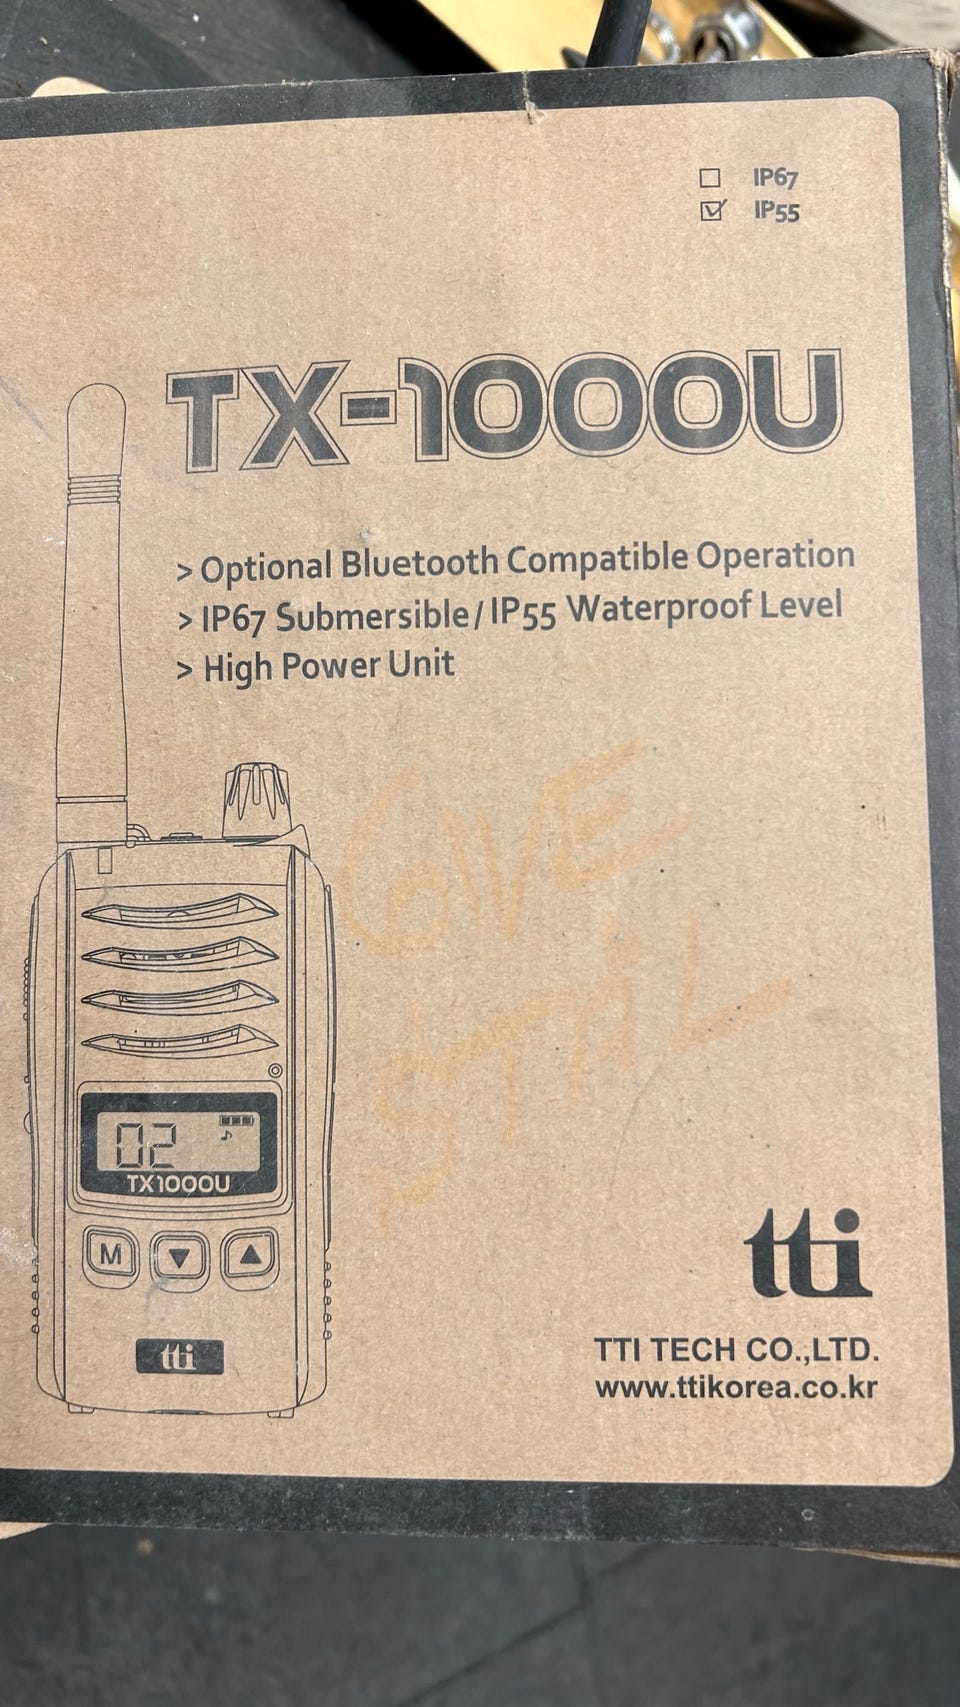 IP67
IP55
TX-1000U
> Optional Bluetooth Compatible Operation
> IP67 Submersible/IP55 Waterproof Level
> High Power Unit
02
TX1000U
M
tti
tti
TTI TECH CO.,LTD.
www.ttikorea.co.kr